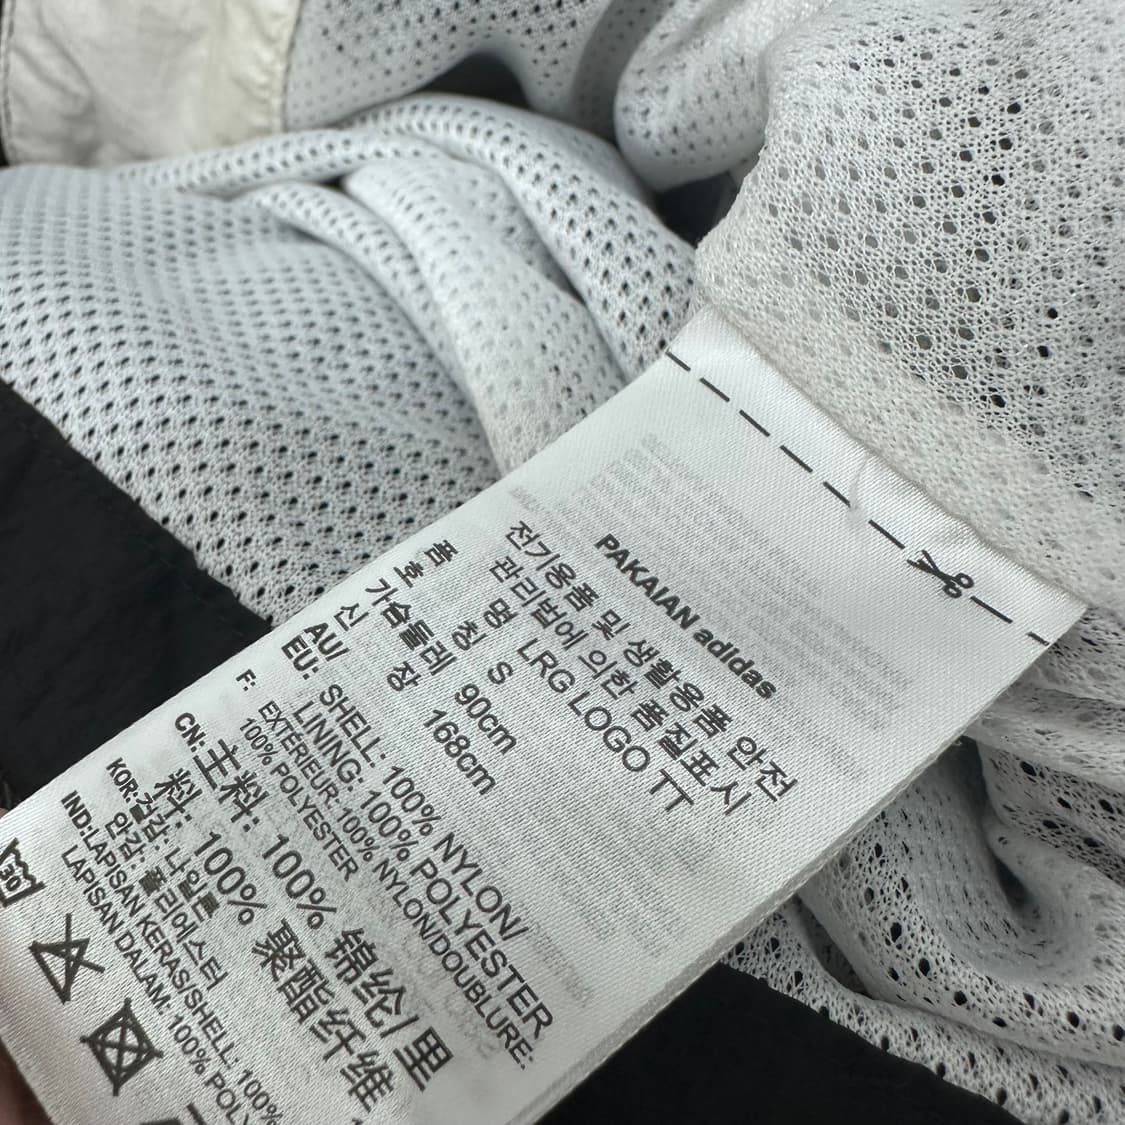 PAKAIAN adidas
전기용품 및 생활용품 안전
관리법에 의한 품질표시
품 명 LRG LOGO TT
호 칭 S
가슴둘레 90cm
신 장 168cm
AU/
EU: SHELL: 100% NYLON/
LINING: 100% POLYESTER
F: EXTÉRIEUR: 100% NYLON/DOUBLURE:
100% POLYESTER
CN: 主料: 100% 锦纶/ 里
料: 100% 聚酯纤维
KOR:겉감: 나일론
안감: 폴리에스터
IND:LAPISAN KERAS/SHELL: 100%
LAPISAN DALAM: 100% POLY
30